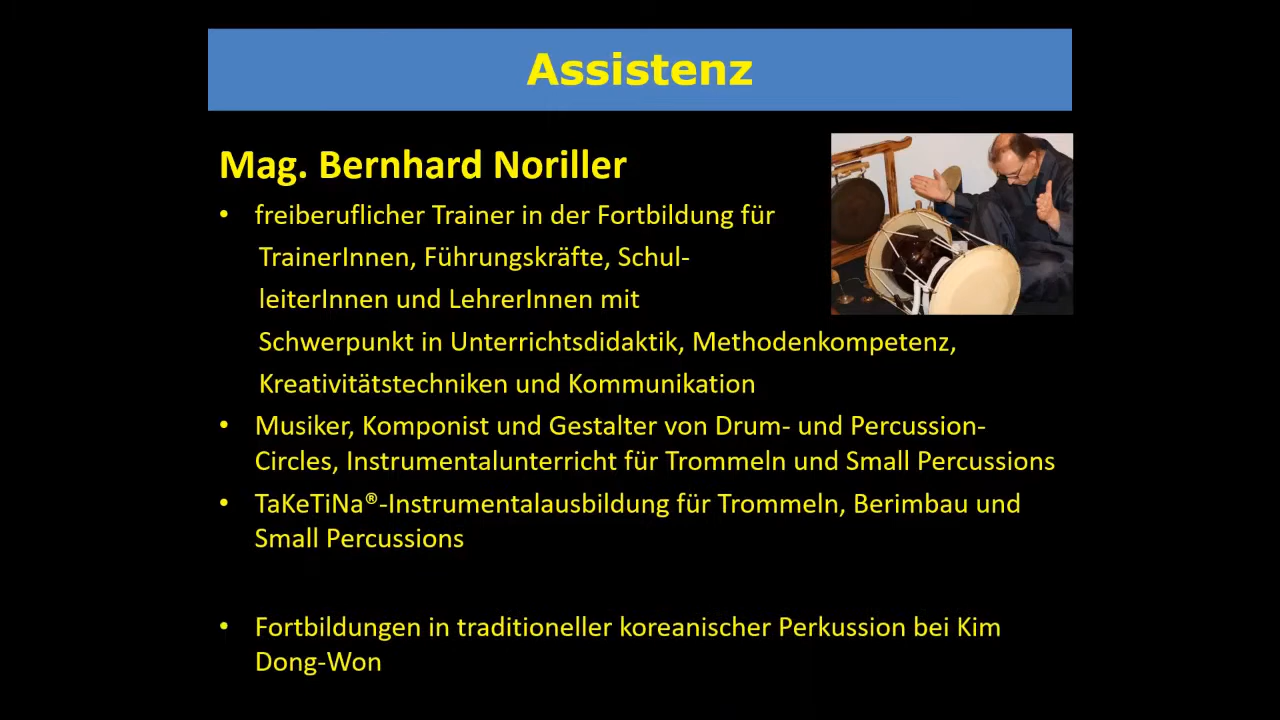 Assistenz
Mag. Bernhard Noriller
• freiberuflicher Trainer in der Fortbildung für
TrainerInnen, Führungskräfte, Schul-
leiterInnen und LehrerInnen mit
Schwerpunkt in Unterrichtsdidaktik, Methodenkompetenz,
Kreativitätstechniken und Kommunikation
• Musiker, Komponist und Gestalter von Drum- und Percussion-
Circles, Instrumentalunterricht für Trommeln und Small Percussions
• TaKeTiNa®-Instrumentalausbildung für Trommeln, Berimbau und
Small Percussions
• Fortbildungen in traditioneller koreanischer Perkussion bei Kim
Dong-Won